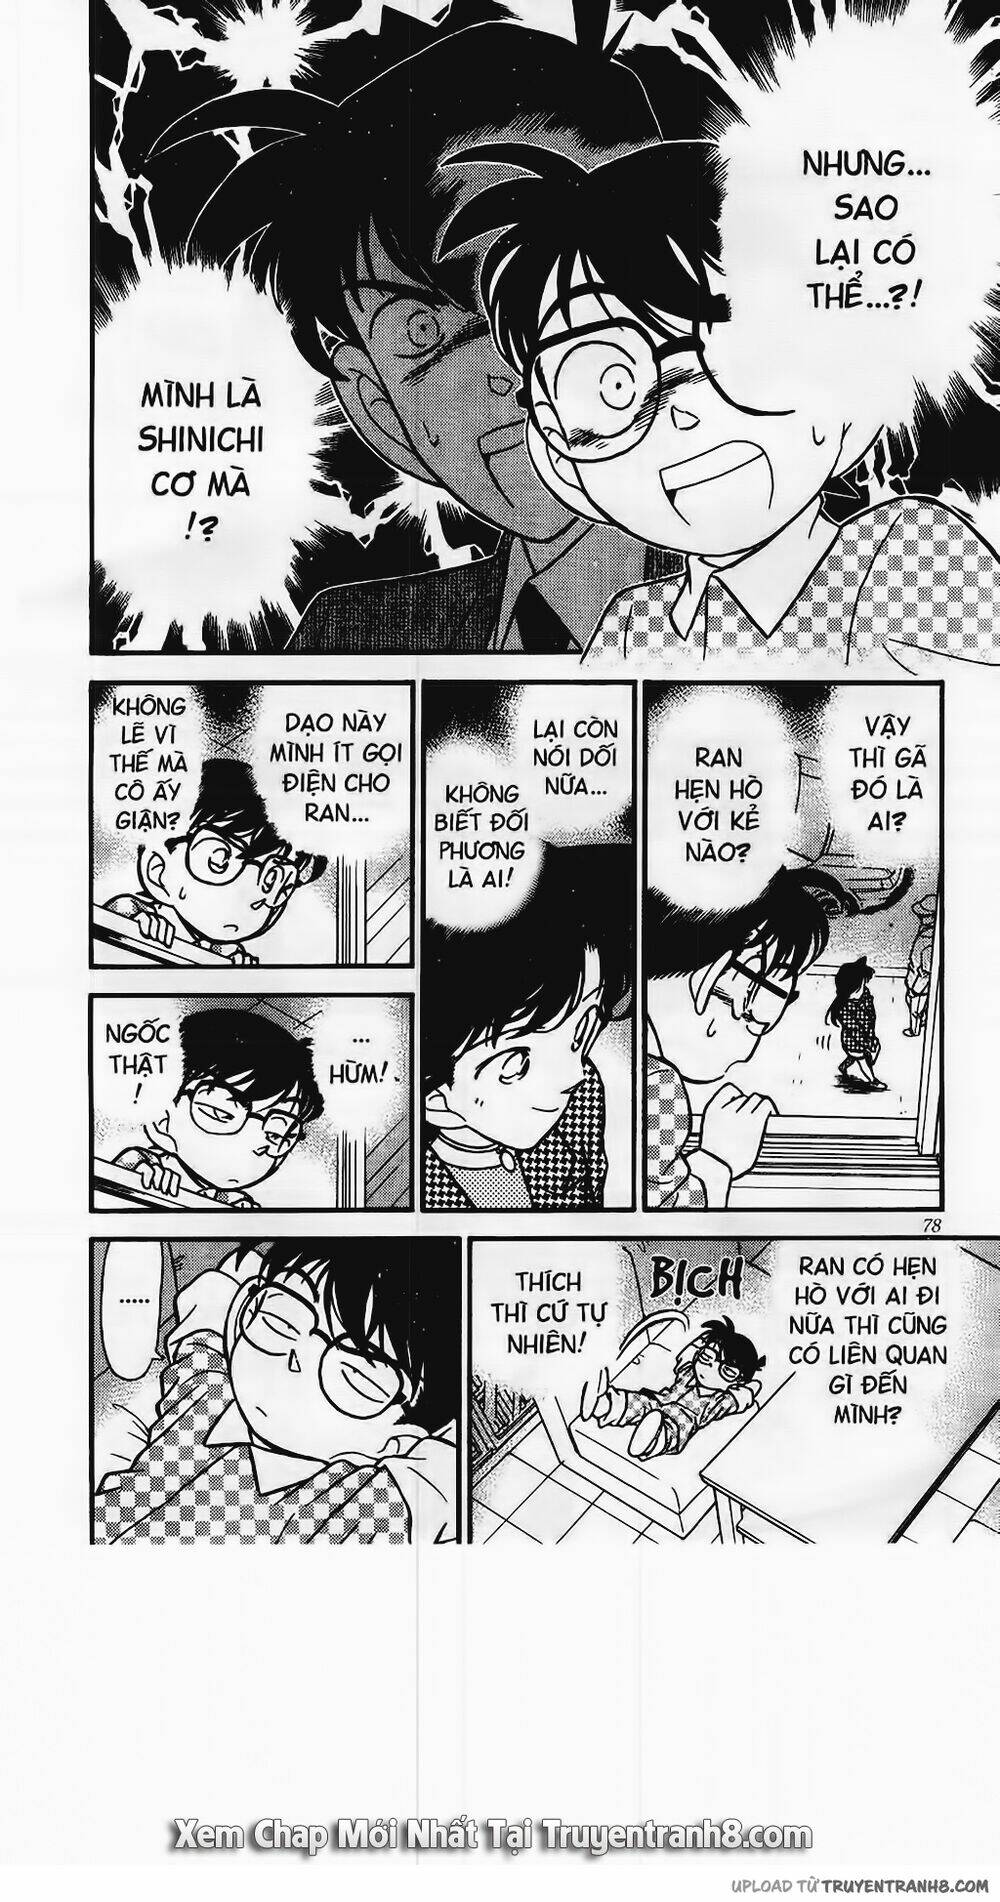 NHƯNG...
SAO
LẠI CÓ
THỂ...?!
MÌNH LÀ
SHINICHI
CƠ MÀ
!?
VẬY
THÌ GÃ
ĐÓ LÀ
AI?
RAN
HẸN HÒ
VỚI KẺ
NÀO?
LẠI CÒN
NÓI DỐI
NỮA...
KHÔNG
BIẾT ĐỐI
PHƯƠNG
LÀ AI!
DẠO NÀY
MÌNH ÍT GỌI
ĐIỆN CHO
RAN...
KHÔNG
LẼ VÌ
THẾ MÀ
CÔ ẤY
GIẬN?
...
HỪM!
NGỐC
THẬT
!
78
RAN CÓ HẸN
HÒ VỚI AI ĐI
NỮA THÌ CŨNG
CÓ LIÊN QUAN
GÌ ĐẾN
MÌNH?
BỊCH
THÍCH
THÌ CỨ TỰ
NHIÊN!
.....
Xem Chap Mới Nhất Tại Truyentranh8.com
UPLOAD TỪ TRUYENTRANH8.COM